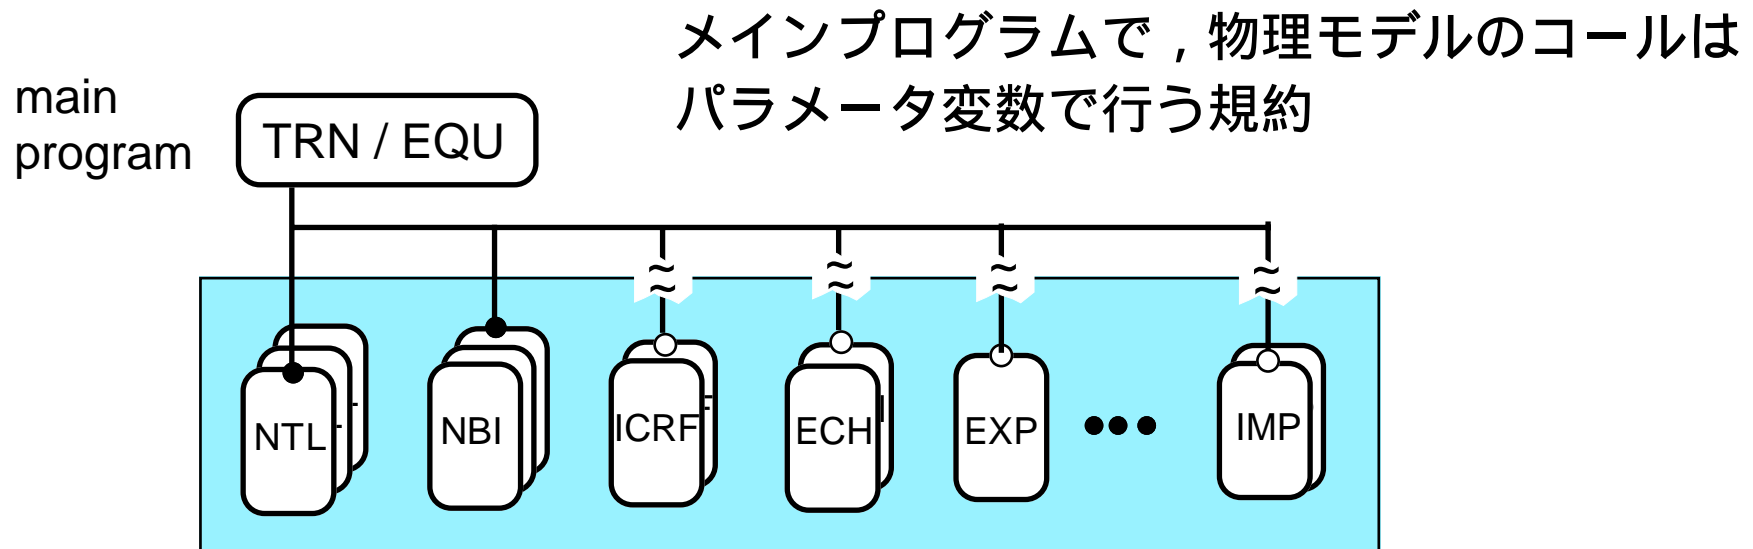 メインプログラムで，物理モデルのコールは
パラメータ変数で行う規約
main
program
TRN / EQU
NTL
NBI
ICRF
ECH
EXP
IMP